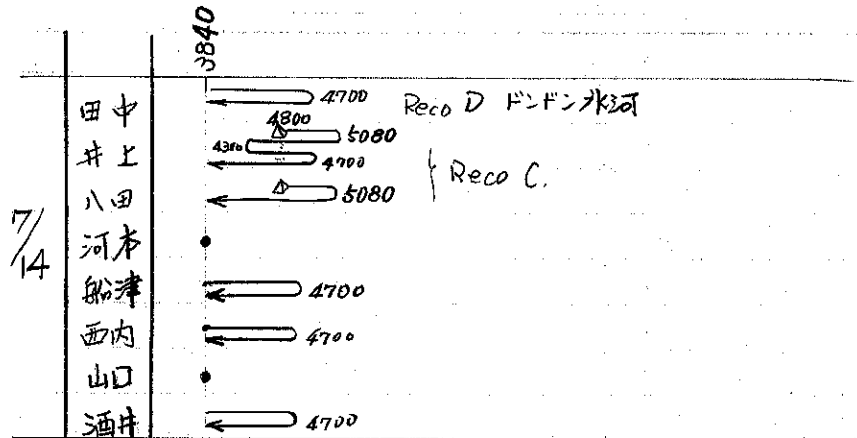 3840
7/14
田中 4700 Reco D ドンドン氷河
4800
5080
井上 4300
4700
Reco C.
八田 5080
河本
船津 4700
西内 4700
山口
酒井 4700